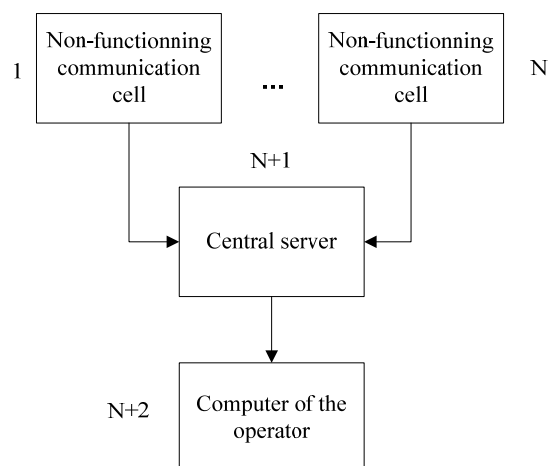 Non-functionning
communication
cell
1
...
Non-functionning
communication
cell
N
N+1
Central server
N+2
Computer of the
operator